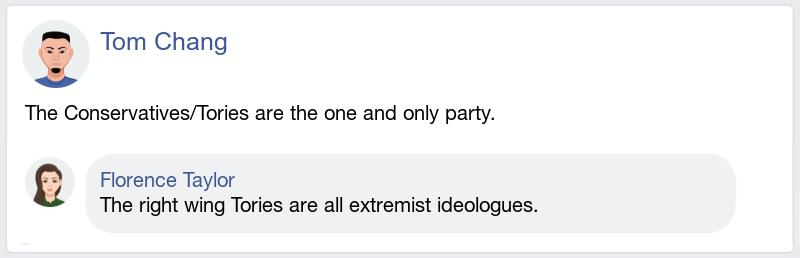 Tom Chang
The Conservatives/Tories are the one and only party.
Florence Taylor
The right wing Tories are all extremist ideologues.